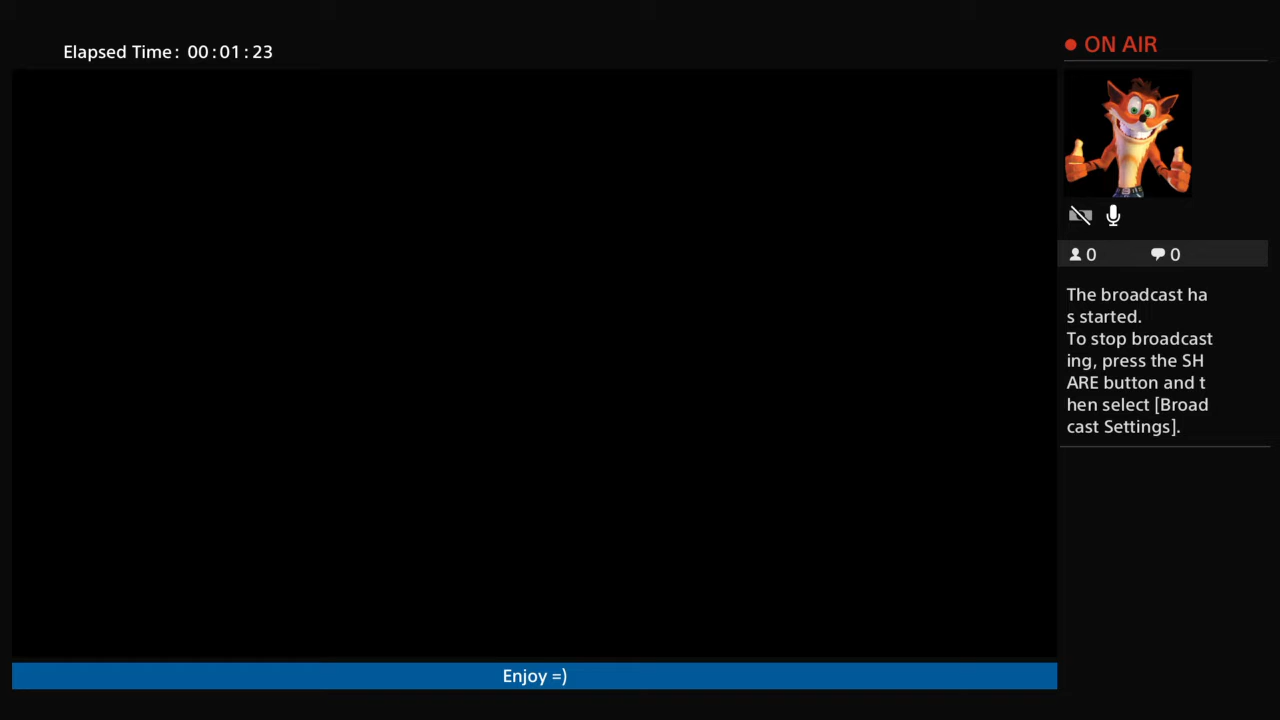 Elapsed Time: 00:01:23
ON AIR
0 0
The broadcast ha
s started.
To stop broadcast
ing, press the SH
ARE button and t
hen select [Broad
cast Settings].
Enjoy =)